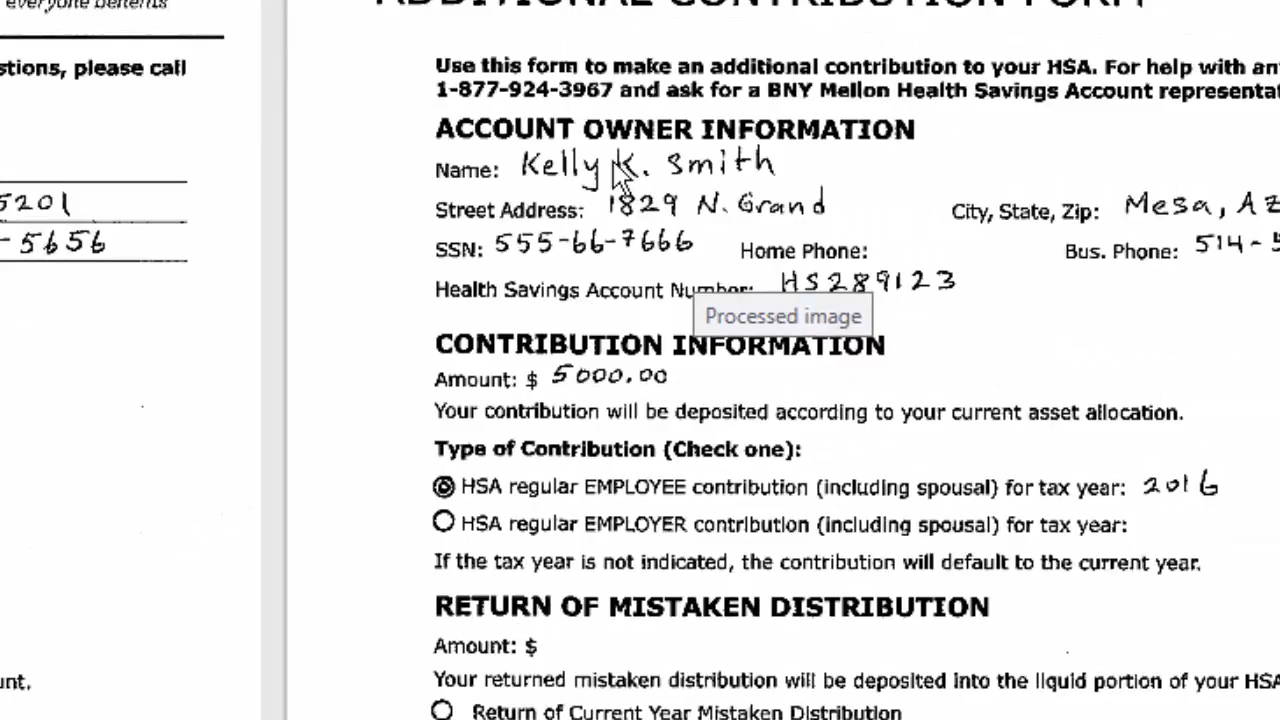 everyone benefits
stions, please call
5201
- 5656
unt.
ADDITIONAL CONTRIBUTION FORM
Use this form to make an additional contribution to your HSA. For help with
1-877-924-3967 and ask for a BNY Mellon Health Savings Account
ACCOUNT OWNER INFORMATION
Name: Kelly K. Smith
Street Address: 1829 N. Grand City, State, Zip: Mesa, AZ
SSN: 555-66-7666 Home Phone: Bus. Phone: 514-5
Health Savings Account Number: HS289123
Processed image
CONTRIBUTION INFORMATION
Amount: $ 5000.00
Your contribution will be deposited according to your current asset allocation.
Type of Contribution (Check one):
HSA regular EMPLOYEE contribution (including spousal) for tax year: 2016
HSA regular EMPLOYER contribution (including spousal) for tax year:
If the tax year is not indicated, the contribution will default to the current year.
RETURN OF MISTAKEN DISTRIBUTION
Amount: $
Your returned mistaken distribution will be deposited into the liquid portion of your HSA
Return of Current Year Mistaken Distribution